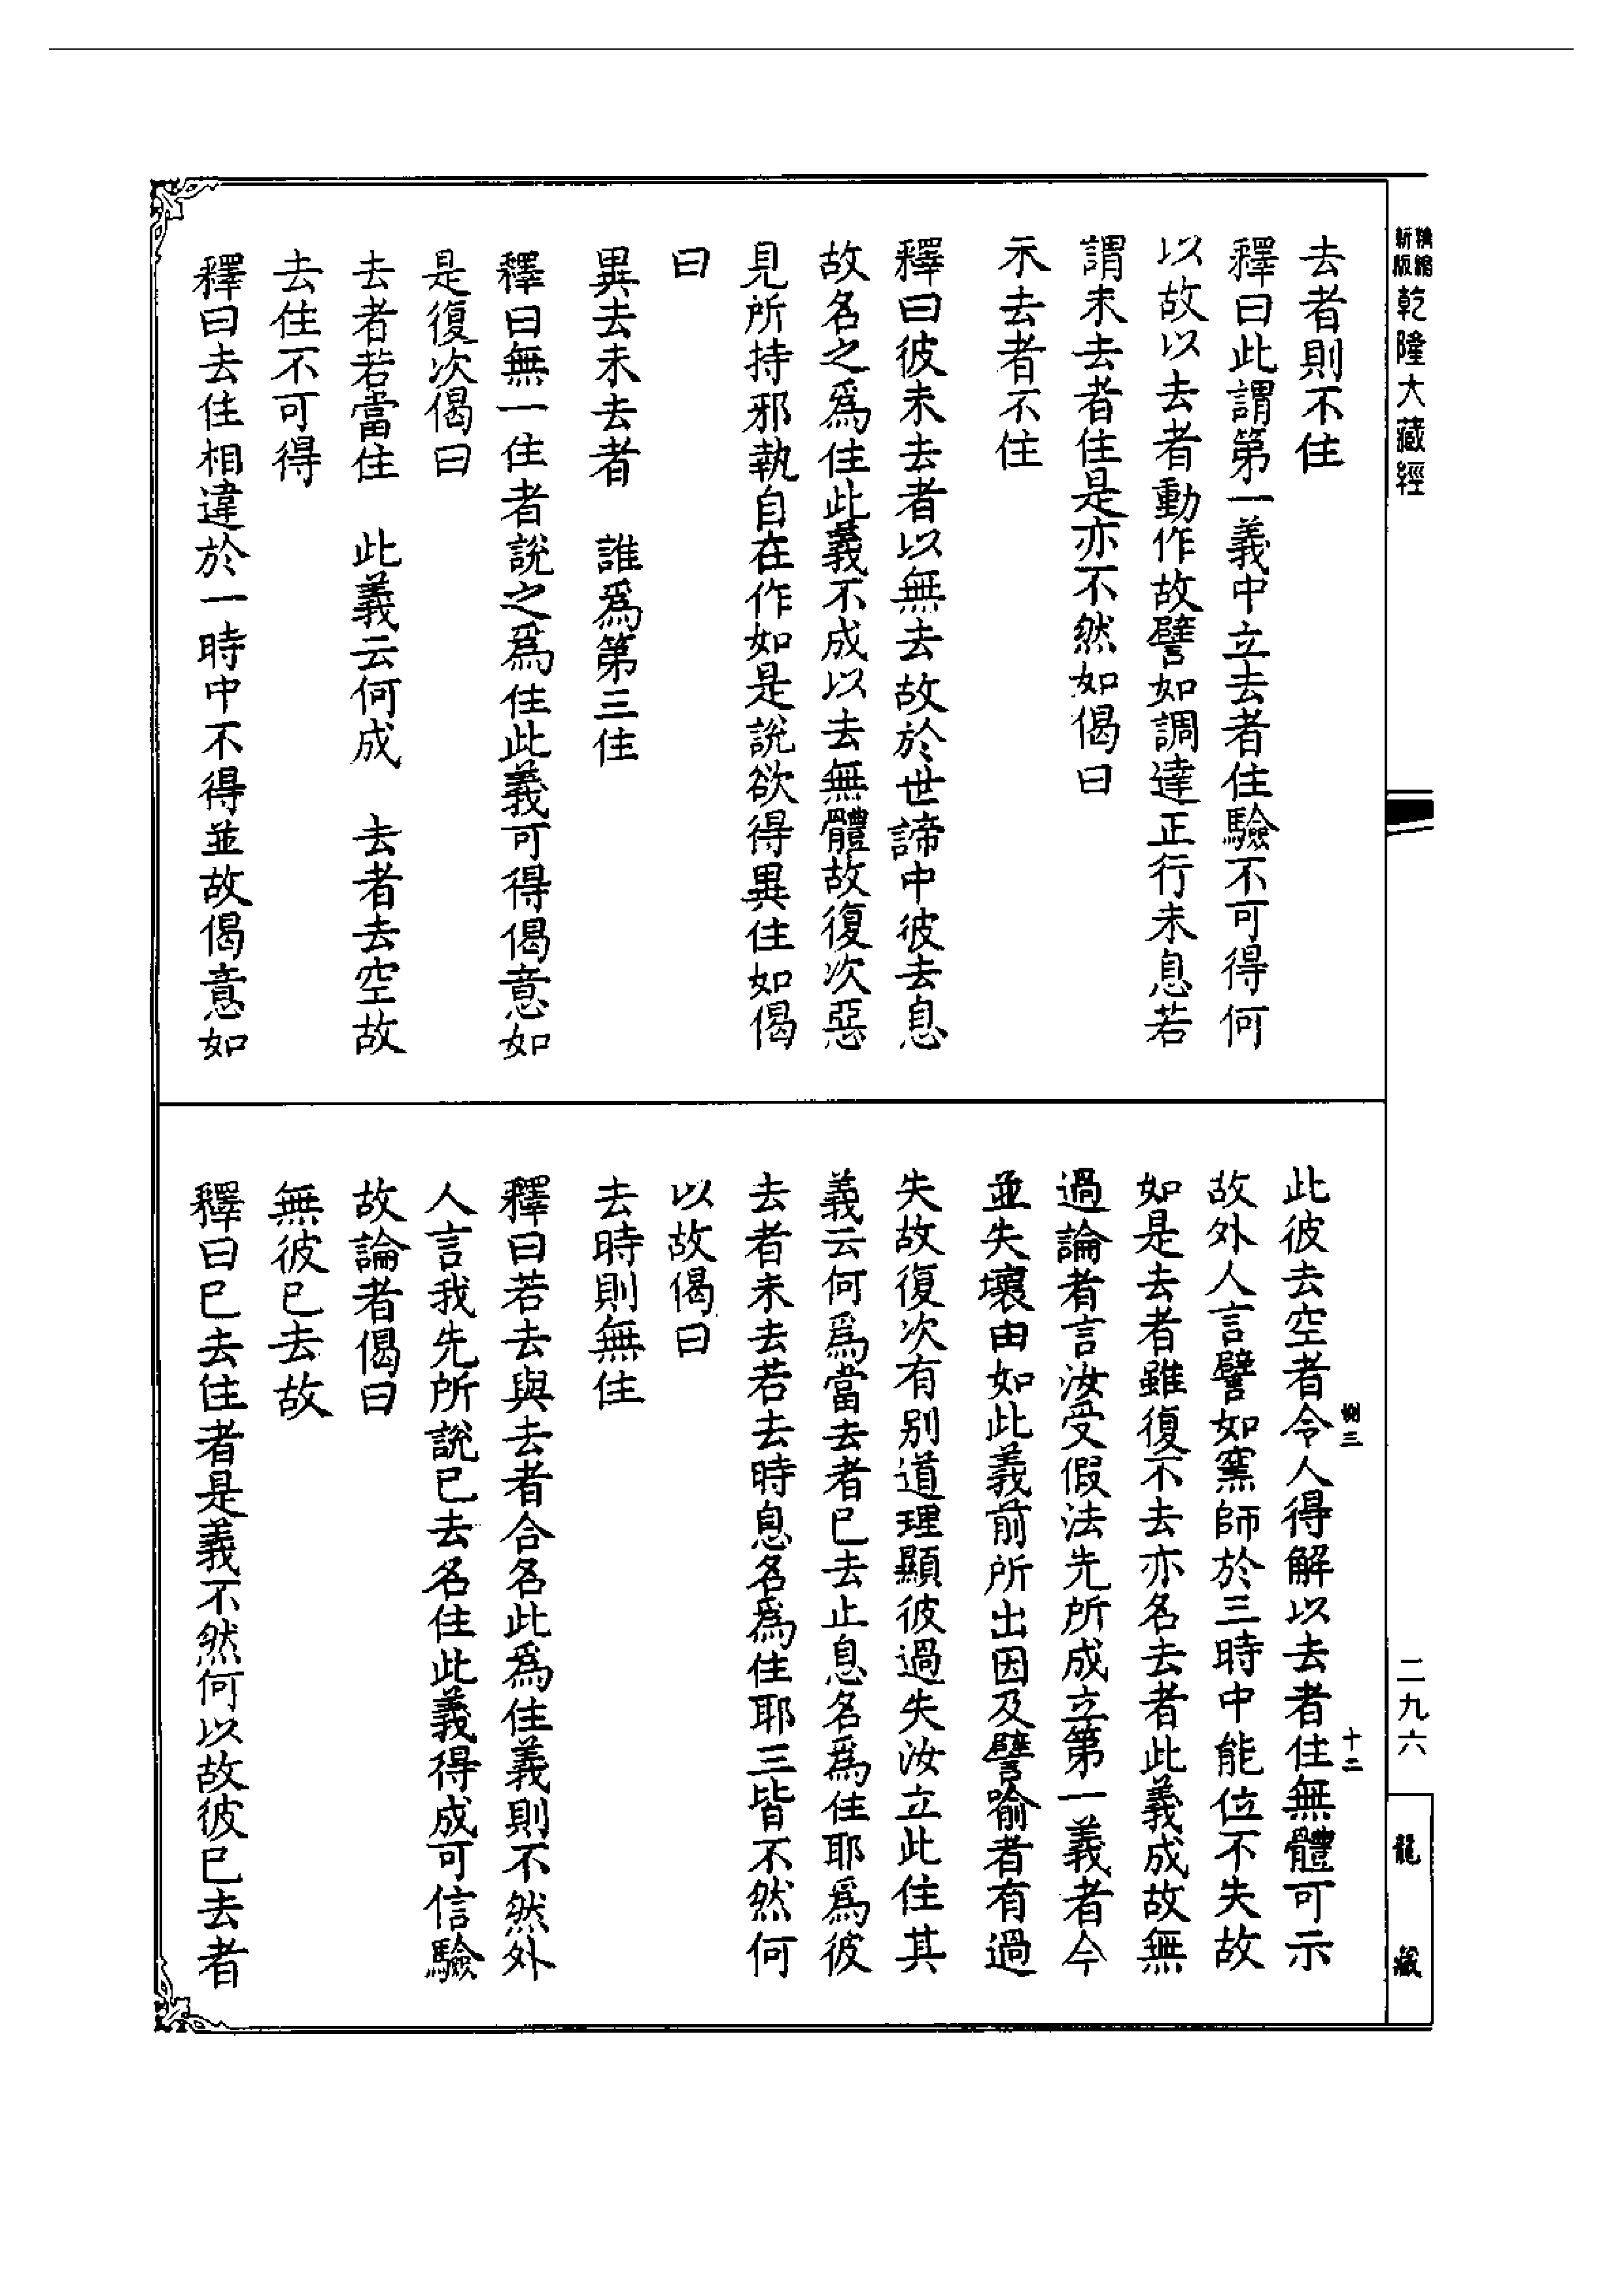 精縮新版乾隆大藏經
二九六
龍藏
去者則不住
釋曰此謂第一義中立去者住驗不可得何
以故以去者動作故譬如調達正行未息若
謂未去者住是亦不然如偈曰
不去者不住
釋曰彼未去者以無去故於世諦中彼去息
故名之爲住此義不成以去無體故復次惡
見所持邪執自在作如是說欲得異住如偈
曰
異去未去者　誰爲第三住
釋曰無一住者說之爲住此義可得偈意如
是復次偈曰
去者若當住　此義云何成　去者去空故
去住不可得
釋曰去住相違於一時中不得並故偈意如
三
十二
此彼去空者令人得解以去者住無體可示
故外人言譬如窯師於三時中能位不失故
如是去者雖復不去亦名去者此義成故無
過論者言汝受假法先所成立第一義者今
並失壞由如此義前所出因及譬喻者有過
失故復次有別道理顯彼過失汝立此住其
義云何爲當去者已去止息名爲住耶爲彼
去者未去若去時息名爲住耶三皆不然何
以故偈曰
去時則無住
釋曰若去與去者合名此爲住義則不然外
人言我先所說已去名住此義得成可信驗
故論者偈曰
無彼已去故
釋曰已去住者是義不然何以故彼已去者